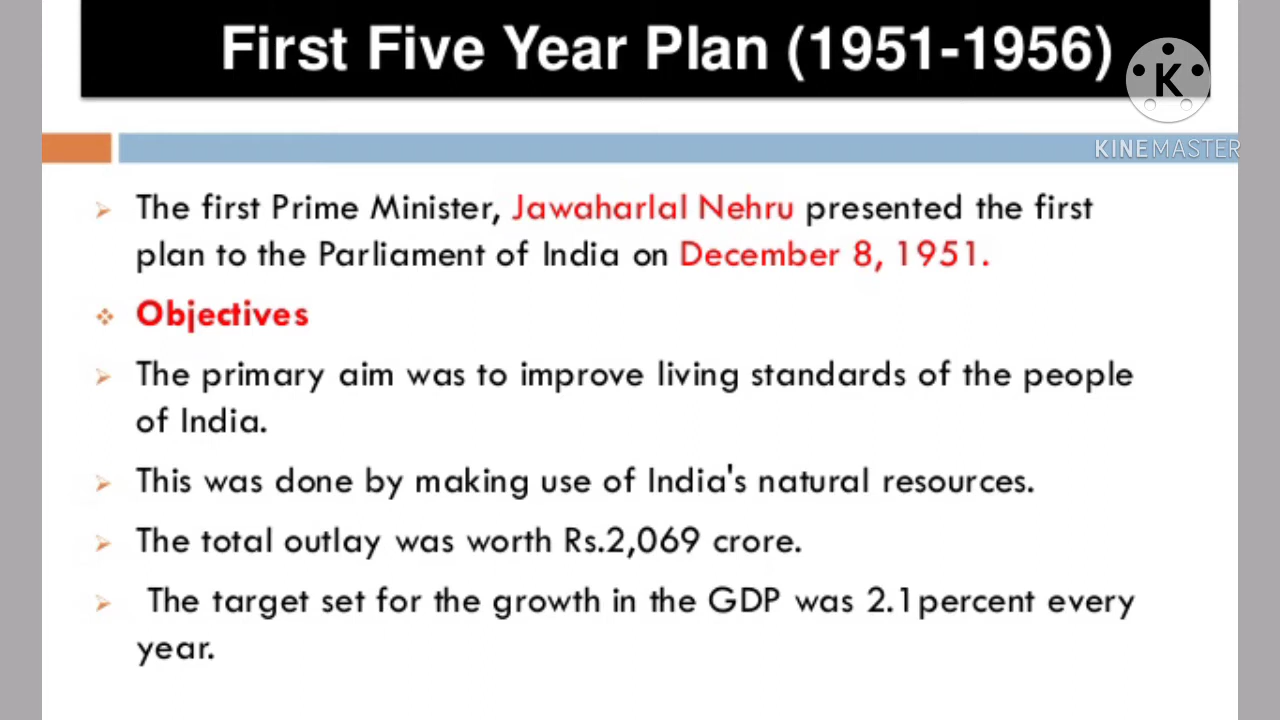 First Five Year Plan (1951-1956)
K
KINEMASTER
The first Prime Minister, Jawaharlal Nehru presented the first
plan to the Parliament of India on December 8, 1951.
Objectives
The primary aim was to improve living standards of the people
of India.
This was done by making use of India's natural resources.
The total outlay was worth Rs.2,069 crore.
The target set for the growth in the GDP was 2.1percent every
year.